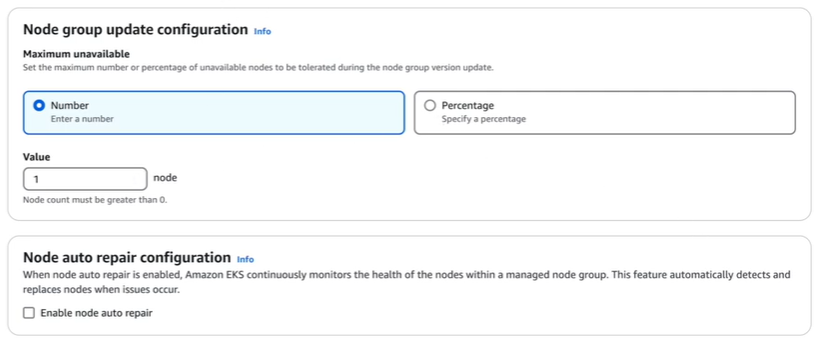 Node group update configuration Info
Maximum unavailable
Set the maximum number or percentage of unavailable nodes to be tolerated during the node group version update.
Number
Enter a number
Percentage
Specify a percentage
Value
1 node
Node count must be greater than 0.
Node auto repair configuration Info
When node auto repair is enabled, Amazon EKS continuously monitors the health of the nodes within a managed node group. This feature automatically detects and
replaces nodes when issues occur.
Enable node auto repair